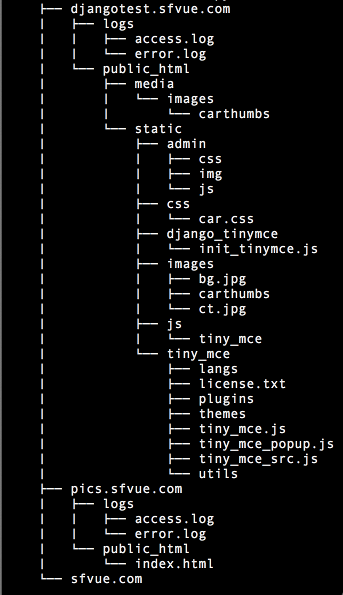 djangotest.sfvue.com
logs
access.log
error.log
public_html
media
images
carthumbs
static
admin
css
img
js
css
car.css
django_tinymce
init_tinymce.js
images
bg.jpg
carthumbs
ct.jpg
js
tiny_mce
tiny_mce
langs
license.txt
plugins
themes
tiny_mce.js
tiny_mce_popup.js
tiny_mce_src.js
utils
pics.sfvue.com
logs
access.log
error.log
public_html
index.html
sfvue.com